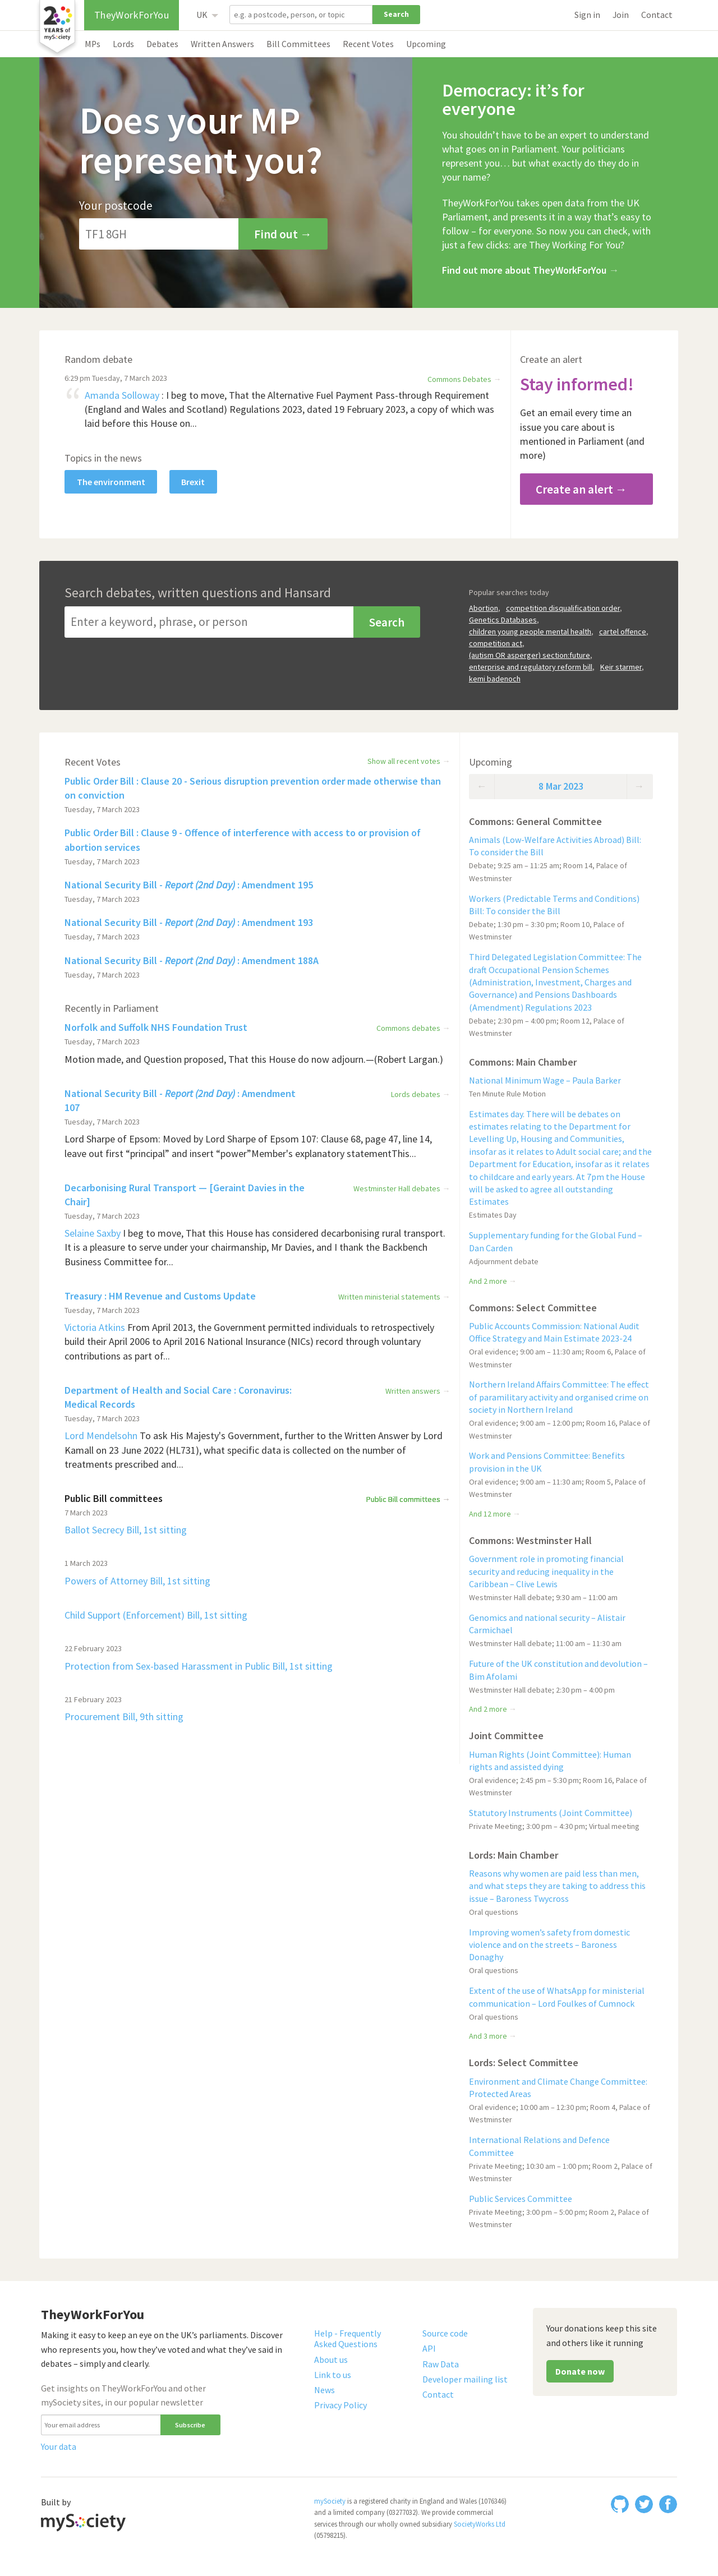 20
YEARS of
mySociety
TheyWorkForYou
UK
e.g. a postcode, person, or topic
Search
Sign in
Join
Contact
MPs
Lords
Debates
Written Answers
Bill Committees
Recent Votes
Upcoming
Does your MP
represent you?
Your postcode
TF1 8GH
Find out →
Democracy: it’s for
everyone
You shouldn’t have to be an expert to understand
what goes on in Parliament. Your politicians
represent you… but what exactly do they do in
your name?
TheyWorkForYou takes open data from the UK
Parliament, and presents it in a way that’s easy to
follow – for everyone. So now you can check, with
just a few clicks: are They Working For You?
Find out more about TheyWorkForYou →
Random debate
6:29 pm Tuesday, 7 March 2023
Commons Debates →
“ Amanda Solloway : I beg to move, That the Alternative Fuel Payment Pass-through Requirement
(England and Wales and Scotland) Regulations 2023, dated 19 February 2023, a copy of which was
laid before this House on...
Topics in the news
The environment
Brexit
Create an alert
Stay informed!
Get an email every time an
issue you care about is
mentioned in Parliament (and
more)
Create an alert →
Search debates, written questions and Hansard
Enter a keyword, phrase, or person
Search
Popular searches today
Abortion, competition disqualification order,
Genetics Databases,
children young people mental health, cartel offence,
competition act,
(autism OR asperger) section:future,
enterprise and regulatory reform bill, Keir starmer,
kemi badenoch
Recent Votes
Show all recent votes →
Public Order Bill : Clause 20 - Serious disruption prevention order made otherwise than
on conviction
Tuesday, 7 March 2023
Public Order Bill : Clause 9 - Offence of interference with access to or provision of
abortion services
Tuesday, 7 March 2023
National Security Bill - Report (2nd Day) : Amendment 195
Tuesday, 7 March 2023
National Security Bill - Report (2nd Day) : Amendment 193
Tuesday, 7 March 2023
National Security Bill - Report (2nd Day) : Amendment 188A
Tuesday, 7 March 2023
Recently in Parliament
Norfolk and Suffolk NHS Foundation Trust
Commons debates →
Tuesday, 7 March 2023
Motion made, and Question proposed, That this House do now adjourn.—(Robert Largan.)
National Security Bill - Report (2nd Day) : Amendment
107
Lords debates →
Tuesday, 7 March 2023
Lord Sharpe of Epsom: Moved by Lord Sharpe of Epsom 107: Clause 68, page 47, line 14,
leave out first “principal” and insert “power”Member's explanatory statementThis...
Decarbonising Rural Transport — [Geraint Davies in the
Chair]
Westminster Hall debates →
Tuesday, 7 March 2023
Selaine Saxby I beg to move, That this House has considered decarbonising rural transport.
It is a pleasure to serve under your chairmanship, Mr Davies, and I thank the Backbench
Business Committee for...
Treasury : HM Revenue and Customs Update
Written ministerial statements →
Tuesday, 7 March 2023
Victoria Atkins From April 2013, the Government permitted individuals to retrospectively
build their April 2006 to April 2016 National Insurance (NICs) record through voluntary
contributions as part of...
Department of Health and Social Care : Coronavirus:
Medical Records
Written answers →
Tuesday, 7 March 2023
Lord Mendelsohn To ask His Majesty's Government, further to the Written Answer by Lord
Kamall on 23 June 2022 (HL731), what specific data is collected on the number of
treatments prescribed and...
Public Bill committees
Public Bill committees →
7 March 2023
Ballot Secrecy Bill, 1st sitting
1 March 2023
Powers of Attorney Bill, 1st sitting
Child Support (Enforcement) Bill, 1st sitting
22 February 2023
Protection from Sex-based Harassment in Public Bill, 1st sitting
21 February 2023
Procurement Bill, 9th sitting
Upcoming
← 8 Mar 2023 →
Commons: General Committee
Animals (Low-Welfare Activities Abroad) Bill:
To consider the Bill
Debate; 9:25 am – 11:25 am; Room 14, Palace of
Westminster
Workers (Predictable Terms and Conditions)
Bill: To consider the Bill
Debate; 1:30 pm – 3:30 pm; Room 10, Palace of
Westminster
Third Delegated Legislation Committee: The
draft Occupational Pension Schemes
(Administration, Investment, Charges and
Governance) and Pensions Dashboards
(Amendment) Regulations 2023
Debate; 2:30 pm – 4:00 pm; Room 12, Palace of
Westminster
Commons: Main Chamber
National Minimum Wage – Paula Barker
Ten Minute Rule Motion
Estimates day. There will be debates on
estimates relating to the Department for
Levelling Up, Housing and Communities,
insofar as it relates to Adult social care; and the
Department for Education, insofar as it relates
to childcare and early years. At 7pm the House
will be asked to agree all outstanding
Estimates
Estimates Day
Supplementary funding for the Global Fund –
Dan Carden
Adjournment debate
And 2 more →
Commons: Select Committee
Public Accounts Commission: National Audit
Office Strategy and Main Estimate 2023-24
Oral evidence; 9:00 am – 11:30 am; Room 6, Palace of
Westminster
Northern Ireland Affairs Committee: The effect
of paramilitary activity and organised crime on
society in Northern Ireland
Oral evidence; 9:00 am – 12:00 pm; Room 16, Palace of
Westminster
Work and Pensions Committee: Benefits
provision in the UK
Oral evidence; 9:00 am – 11:30 am; Room 5, Palace of
Westminster
And 12 more →
Commons: Westminster Hall
Government role in promoting financial
security and reducing inequality in the
Caribbean – Clive Lewis
Westminster Hall debate; 9:30 am – 11:00 am
Genomics and national security – Alistair
Carmichael
Westminster Hall debate; 11:00 am – 11:30 am
Future of the UK constitution and devolution –
Bim Afolami
Westminster Hall debate; 2:30 pm – 4:00 pm
And 2 more →
Joint Committee
Human Rights (Joint Committee): Human
rights and assisted dying
Oral evidence; 2:45 pm – 5:30 pm; Room 16, Palace of
Westminster
Statutory Instruments (Joint Committee)
Private Meeting; 3:00 pm – 4:30 pm; Virtual meeting
Lords: Main Chamber
Reasons why women are paid less than men,
and what steps they are taking to address this
issue – Baroness Twycross
Oral questions
Improving women’s safety from domestic
violence and on the streets – Baroness
Donaghy
Oral questions
Extent of the use of WhatsApp for ministerial
communication – Lord Foulkes of Cumnock
Oral questions
And 3 more →
Lords: Select Committee
Environment and Climate Change Committee:
Protected Areas
Oral evidence; 10:00 am – 12:30 pm; Room 4, Palace of
Westminster
International Relations and Defence
Committee
Private Meeting; 10:30 am – 1:00 pm; Room 2, Palace of
Westminster
Public Services Committee
Private Meeting; 3:00 pm – 5:00 pm; Room 2, Palace of
Westminster
TheyWorkForYou
Making it easy to keep an eye on the UK’s parliaments. Discover
who represents you, how they’ve voted and what they’ve said in
debates – simply and clearly.
Get insights on TheyWorkForYou and other
mySociety sites, in our popular newsletter
Your email address
Subscribe
Your data
Help - Frequently
Asked Questions
About us
Link to us
News
Privacy Policy
Source code
API
Raw Data
Developer mailing list
Contact
Your donations keep this site
and others like it running
Donate now
Built by
mySociety
mySociety is a registered charity in England and Wales (1076346)
and a limited company (03277032). We provide commercial
services through our wholly owned subsidiary SocietyWorks Ltd
(05798215).